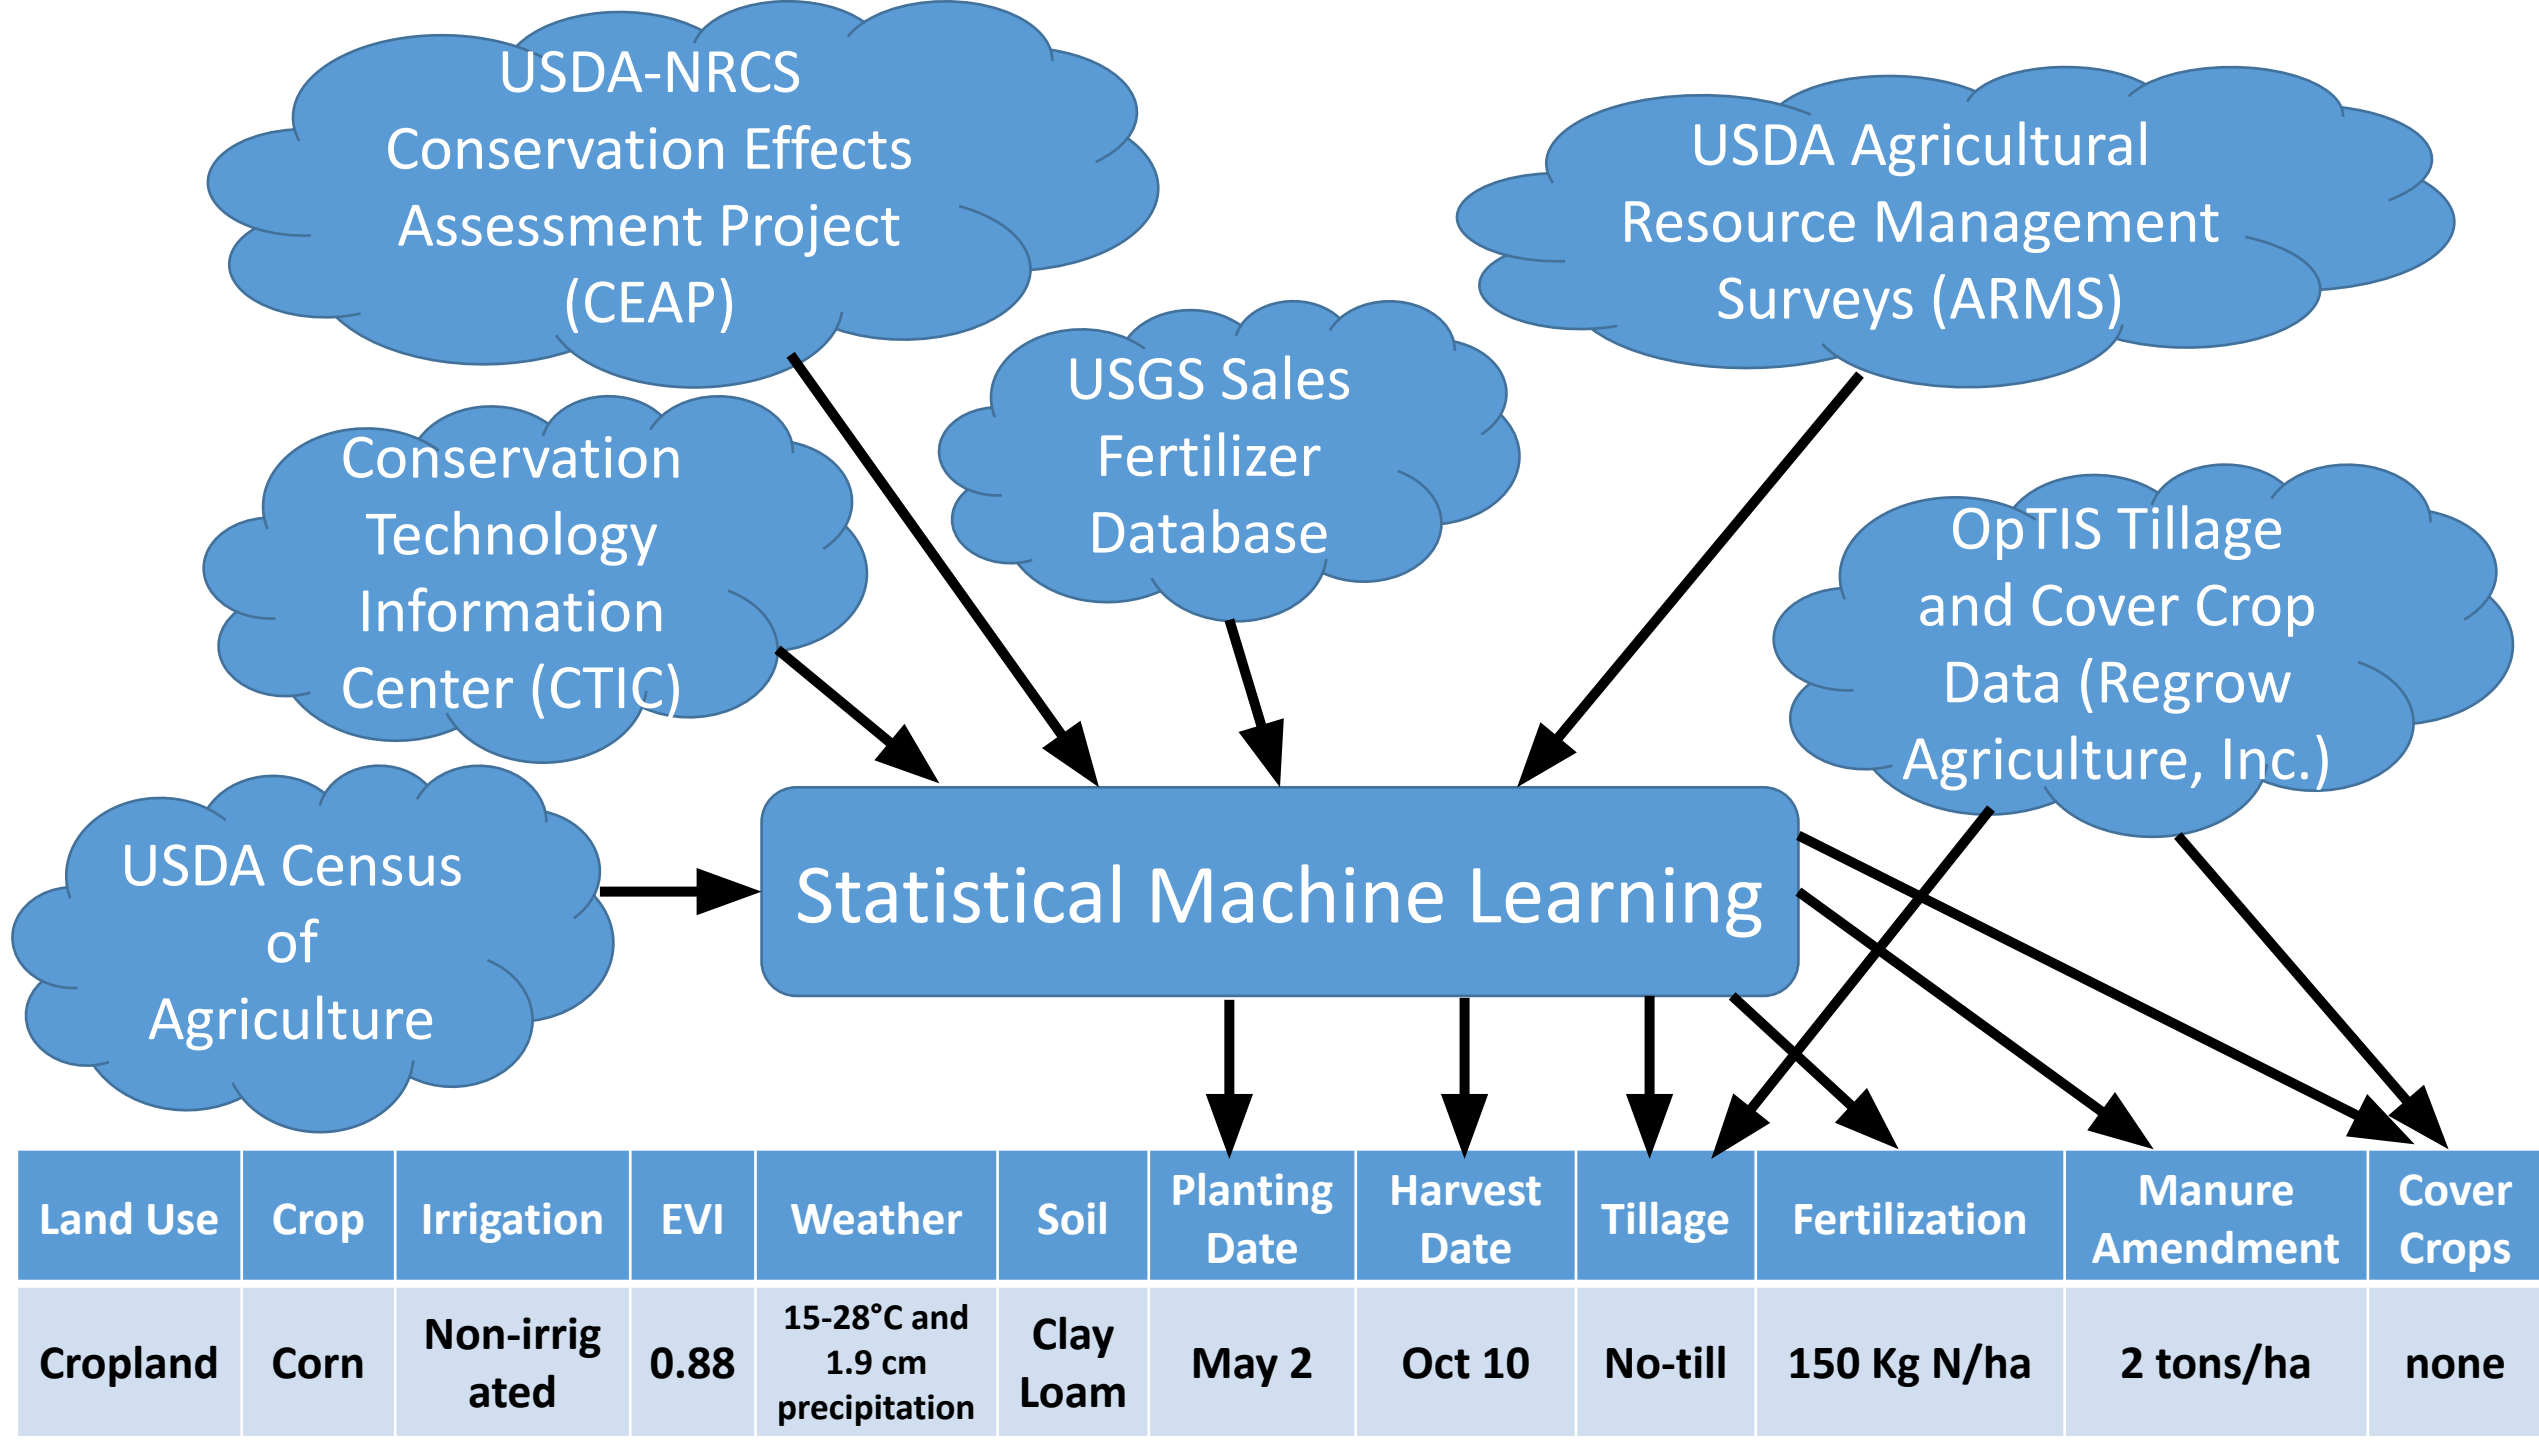 USDA-NRCS
Conservation Effects
Assessment Project
(CEAP)
USDA Agricultural
Resource Management
Surveys (ARMS)
USGS Sales
Fertilizer
Database
Conservation
Technology
Information
Center (CTIC)
OpTIS Tillage
and Cover Crop
Data (Regrow
Agriculture, Inc.)
USDA Census
of
Agriculture
Statistical Machine Learning
Land Use
Crop
Irrigation
EVI
Weather
Soil
Planting
Date
Harvest
Date
Tillage
Fertilization
Manure
Amendment
Cover
Crops
Cropland
Corn
Non-irrig
ated
0.88
15-28°C and
1.9 cm
precipitation
Clay
Loam
May 2
Oct 10
No-till
150 Kg N/ha
2 tons/ha
none